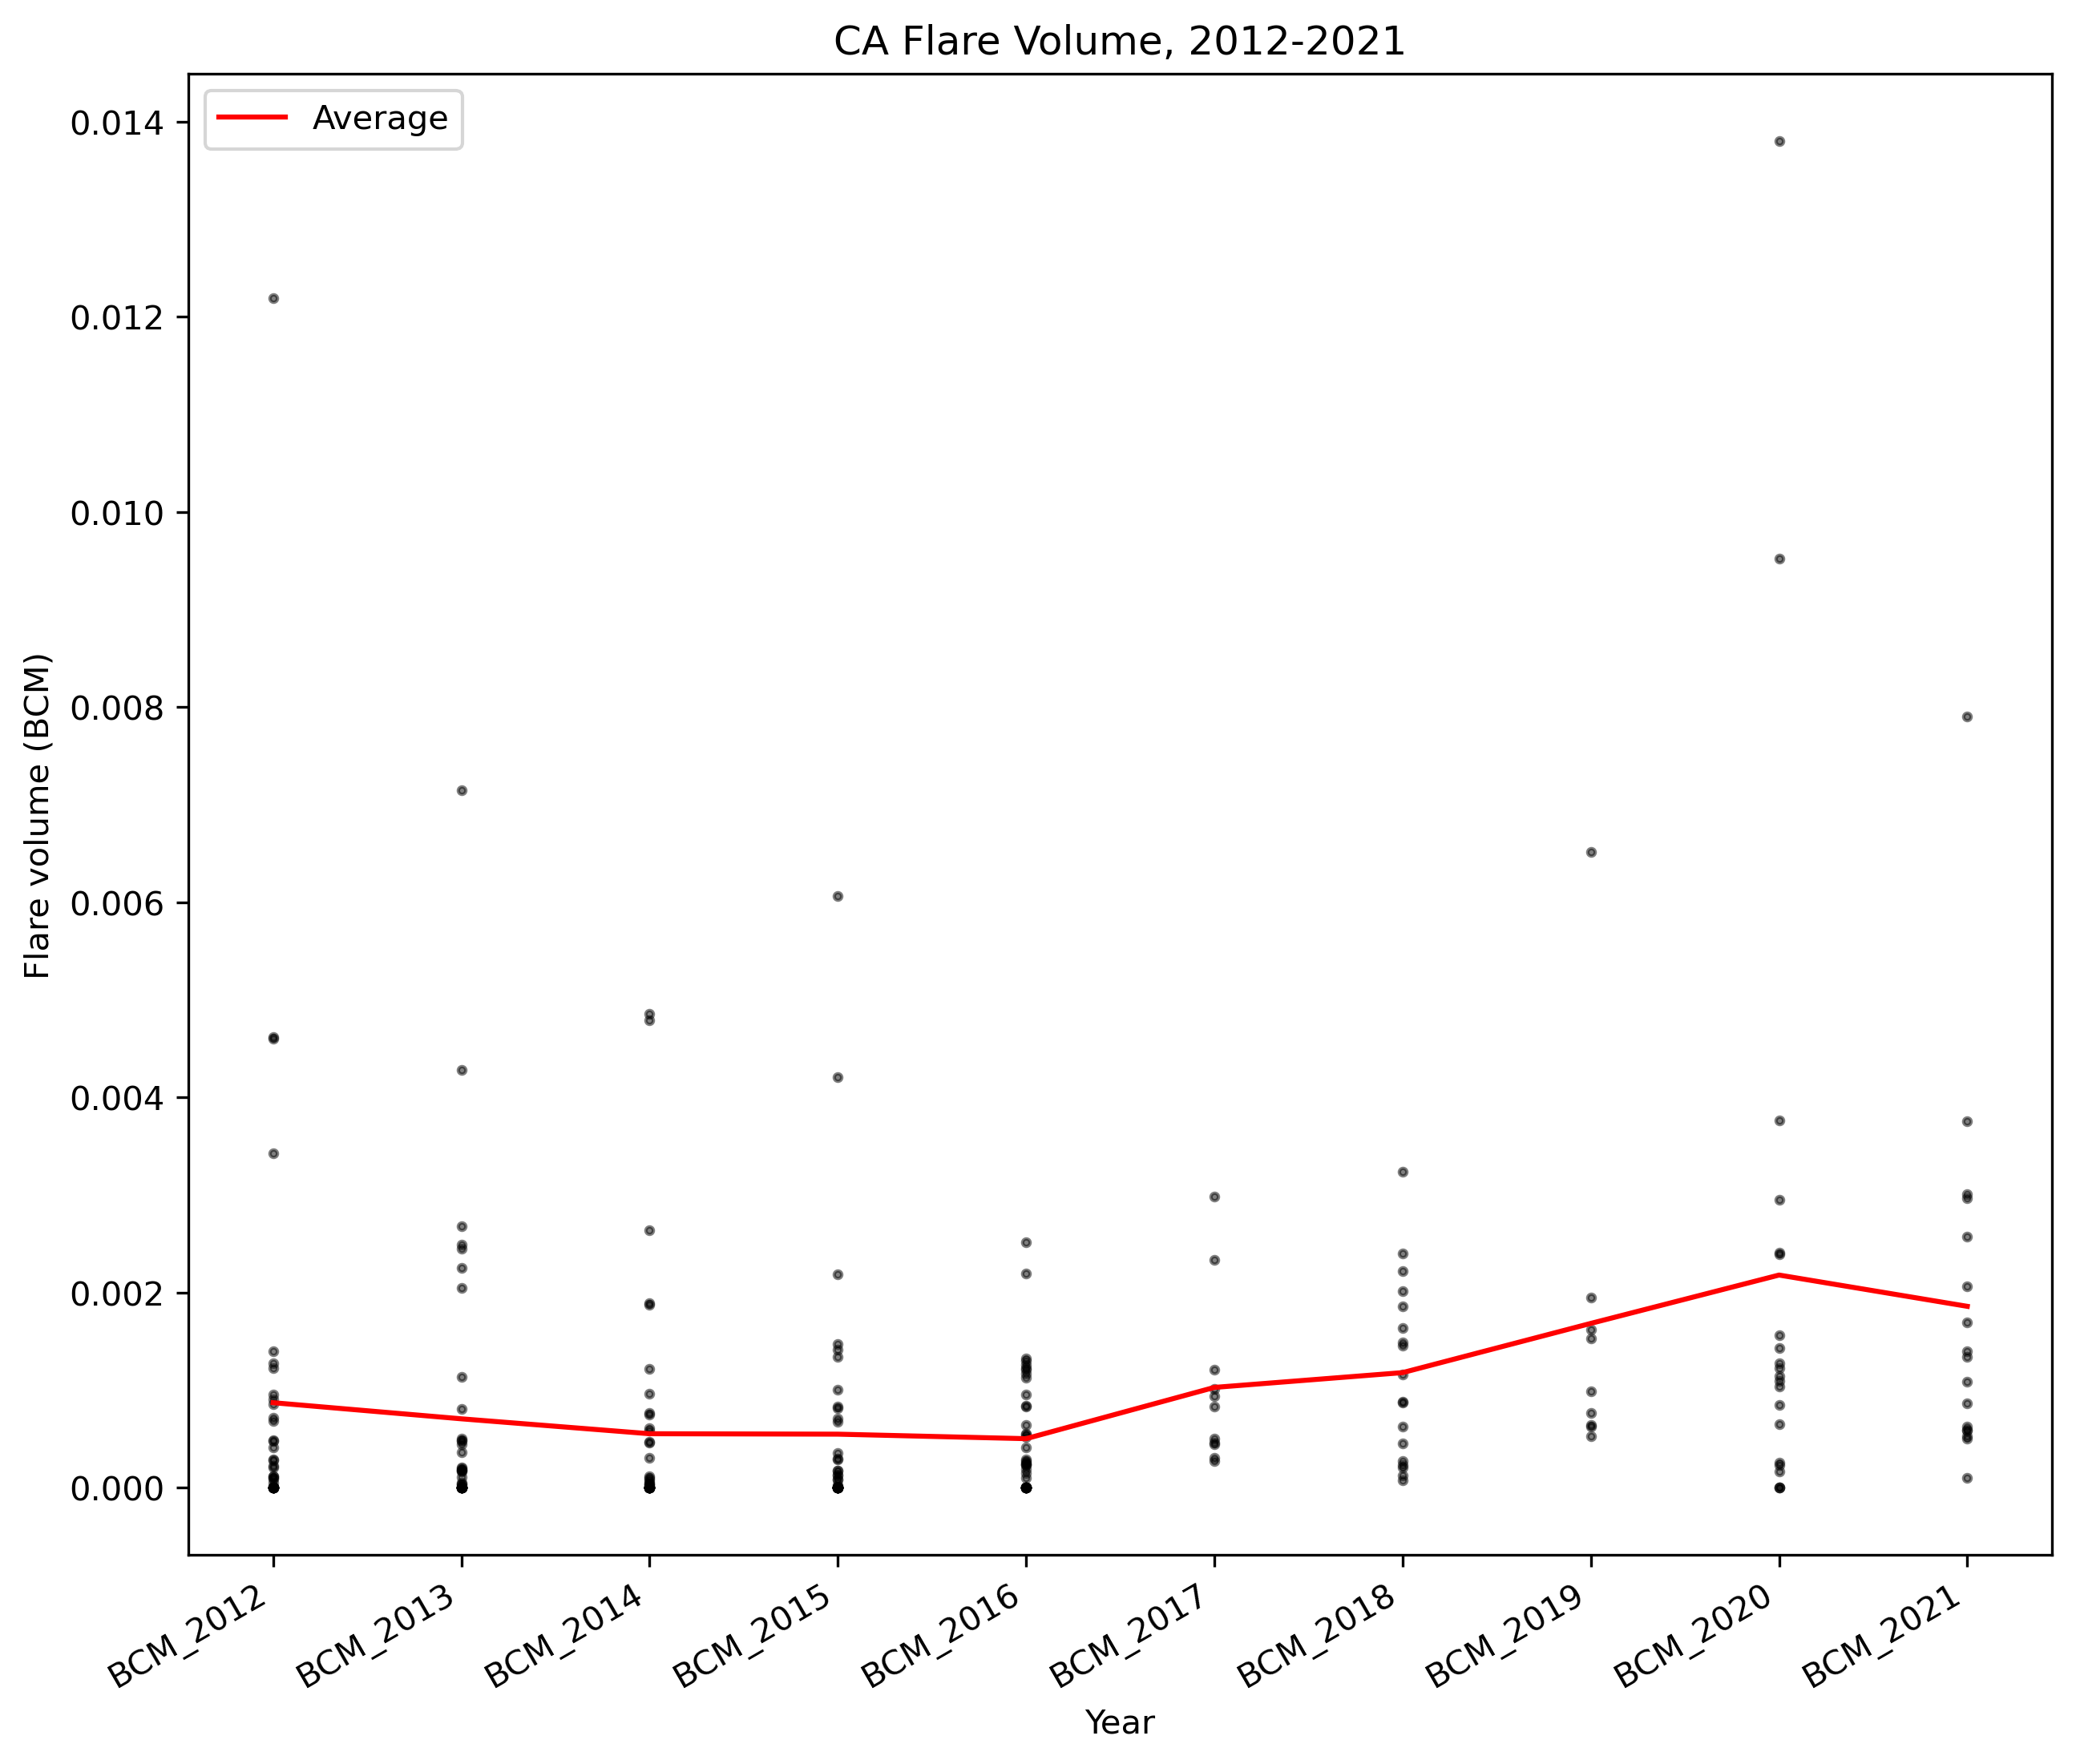 CA Flare Volume, 2012-2021
Average
0.014
0.012
0.010
0.008
0.006
0.004
0.002
0.000
Flare volume (BCM)
BCM_2012
BCM_2013
BCM_2014
BCM_2015
BCM_2016
BCM_2017
BCM_2018
BCM_2019
BCM_2020
BCM_2021
Year